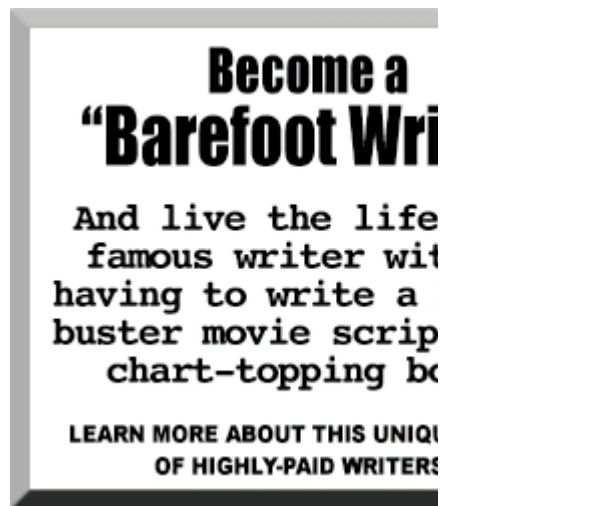 Become a
“Barefoot Wri
And live the life
famous writer wit
having to write a
buster movie scrip
chart-topping bo
LEARN MORE ABOUT THIS UNIQU
OF HIGHLY-PAID WRITERS